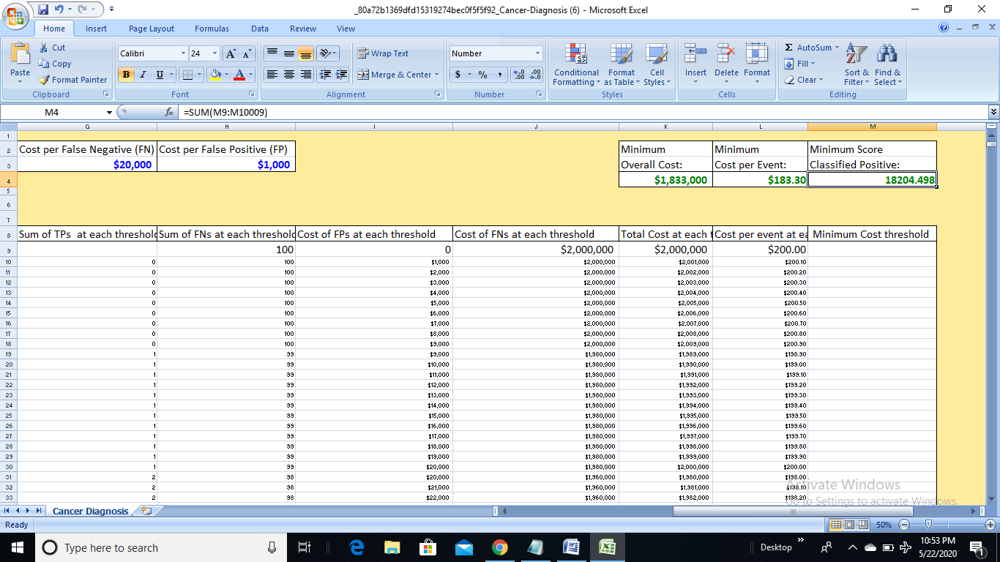 _80a72b1369dfd15319274bec0f5f5f92_Cancer-Diagnosis (6) - Microsoft Excel
Home Insert Page Layout Formulas Data Review View
Paste Cut Calibri 24 A A Wrap Text Number Conditional Formatting Format as Table Cell Styles Insert Delete Format Σ AutoSum Sort & Filter Find & Select
Copy Fill
Format Painter B I U A Merge & Center $ % , .00 Clear
Clipboard Font Alignment Number Styles Cells Editing
M4 fx =SUM(M9:M10009)
G H I J K L M
1
2 Cost per False Negative (FN) Cost per False Positive (FP) Minimum Minimum Minimum Score
3 $20,000 $1,000 Overall Cost: Cost per Event: Classified Positive:
4 $1,833,000 $183.30 18204.498
5
6
7
8 Sum of TPs at each threshold Sum of FNs at each threshold Cost of FPs at each threshold Cost of FNs at each threshold Total Cost at each t Cost per event at ea Minimum Cost threshold
9 100 0 $2,000,000 $2,000,000 $200.00
10 0 100 $1,000 $2,000,000 $2,001,000 $200.10
11 0 100 $2,000 $2,000,000 $2,002,000 $200.20
12 0 100 $3,000 $2,000,000 $2,003,000 $200.30
13 0 100 $4,000 $2,000,000 $2,004,000 $200.40
14 0 100 $5,000 $2,000,000 $2,005,000 $200.50
15 0 100 $6,000 $2,000,000 $2,006,000 $200.60
16 0 100 $7,000 $2,000,000 $2,007,000 $200.70
17 0 100 $8,000 $2,000,000 $2,008,000 $200.80
18 0 100 $9,000 $2,000,000 $2,009,000 $200.90
19 1 99 $9,000 $1,980,000 $1,989,000 $198.90
20 1 99 $10,000 $1,980,000 $1,990,000 $199.00
21 1 99 $11,000 $1,980,000 $1,991,000 $199.10
22 1 99 $12,000 $1,980,000 $1,992,000 $199.20
23 1 99 $13,000 $1,980,000 $1,993,000 $199.30
24 1 99 $14,000 $1,980,000 $1,994,000 $199.40
25 1 99 $15,000 $1,980,000 $1,995,000 $199.50
26 1 99 $16,000 $1,980,000 $1,996,000 $199.60
27 1 99 $17,000 $1,980,000 $1,997,000 $199.70
28 1 99 $18,000 $1,980,000 $1,998,000 $199.80
29 1 99 $19,000 $1,980,000 $1,999,000 $199.90
30 1 99 $20,000 $1,980,000 $2,000,000 $200.00
31 2 98 $20,000 $1,960,000 $1,980,000 $198.00
32 2 98 $21,000 $1,960,000 $1,981,000 $198.10
33 2 98 $22,000 $1,960,000 $1,982,000 $198.20
Activate Windows
Go to Settings to activate Windows.
Cancer Diagnosis
Ready 50%
Type here to search Desktop 10:53 PM
5/22/2020 1